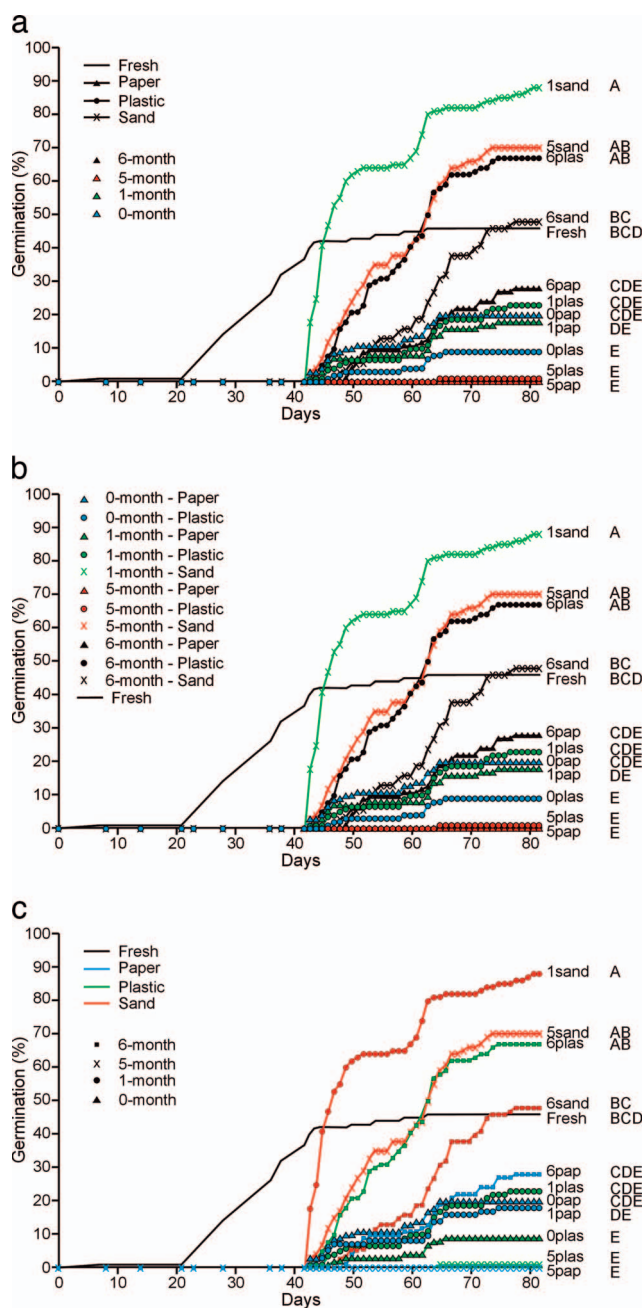 a
100
90
80
70
60
50
40
30
20
10
0
Germination (%)
Fresh
Paper
Plastic
Sand
6-month
5-month
1-month
0-month
1sand A
5sand AB
6plas AB
6sand BC
Fresh BCD
6pap CDE
1plas CDE
0pap CDE
1pap DE
0plas E
5plas E
5pap E
0 10 20 30 40 50 60 70 80
Days
b
100
90
80
70
60
50
40
30
20
10
0
Germination (%)
0-month - Paper
0-month - Plastic
1-month - Paper
1-month - Plastic
1-month - Sand
5-month - Paper
5-month - Plastic
5-month - Sand
6-month - Paper
6-month - Plastic
6-month - Sand
Fresh
1sand A
5sand AB
6plas AB
6sand BC
Fresh BCD
6pap CDE
1plas CDE
0pap CDE
1pap DE
0plas E
5plas E
5pap E
0 10 20 30 40 50 60 70 80
Days
c
100
90
80
70
60
50
40
30
20
10
0
Germination (%)
Fresh
Paper
Plastic
Sand
6-month
5-month
1-month
0-month
1sand A
5sand AB
6plas AB
6sand BC
Fresh BCD
6pap CDE
1plas CDE
0pap CDE
1pap DE
0plas E
5plas E
5pap E
0 10 20 30 40 50 60 70 80
Days